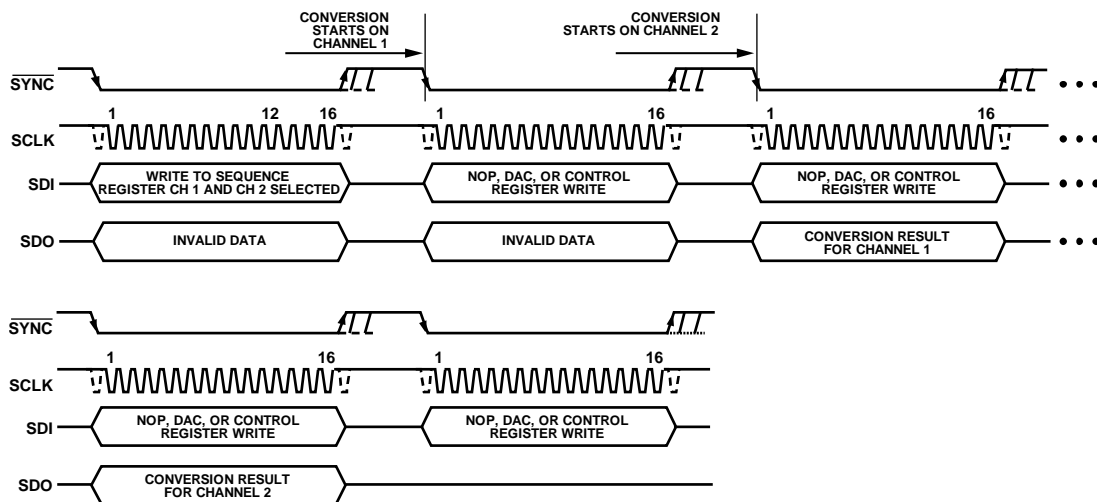 CONVERSION
STARTS ON
CHANNEL 1
CONVERSION
STARTS ON CHANNEL 2
SYNC
1 12 16 1 16 1 16
SCLK
SDI
WRITE TO SEQUENCE
REGISTER CH 1 AND CH 2 SELECTED
NOP, DAC, OR CONTROL
REGISTER WRITE
NOP, DAC, OR CONTROL
REGISTER WRITE
SDO
INVALID DATA
INVALID DATA
CONVERSION RESULT
FOR CHANNEL 1
SYNC
1 16 1 16
SCLK
SDI
NOP, DAC, OR CONTROL
REGISTER WRITE
NOP, DAC, OR CONTROL
REGISTER WRITE
SDO
CONVERSION RESULT
FOR CHANNEL 2